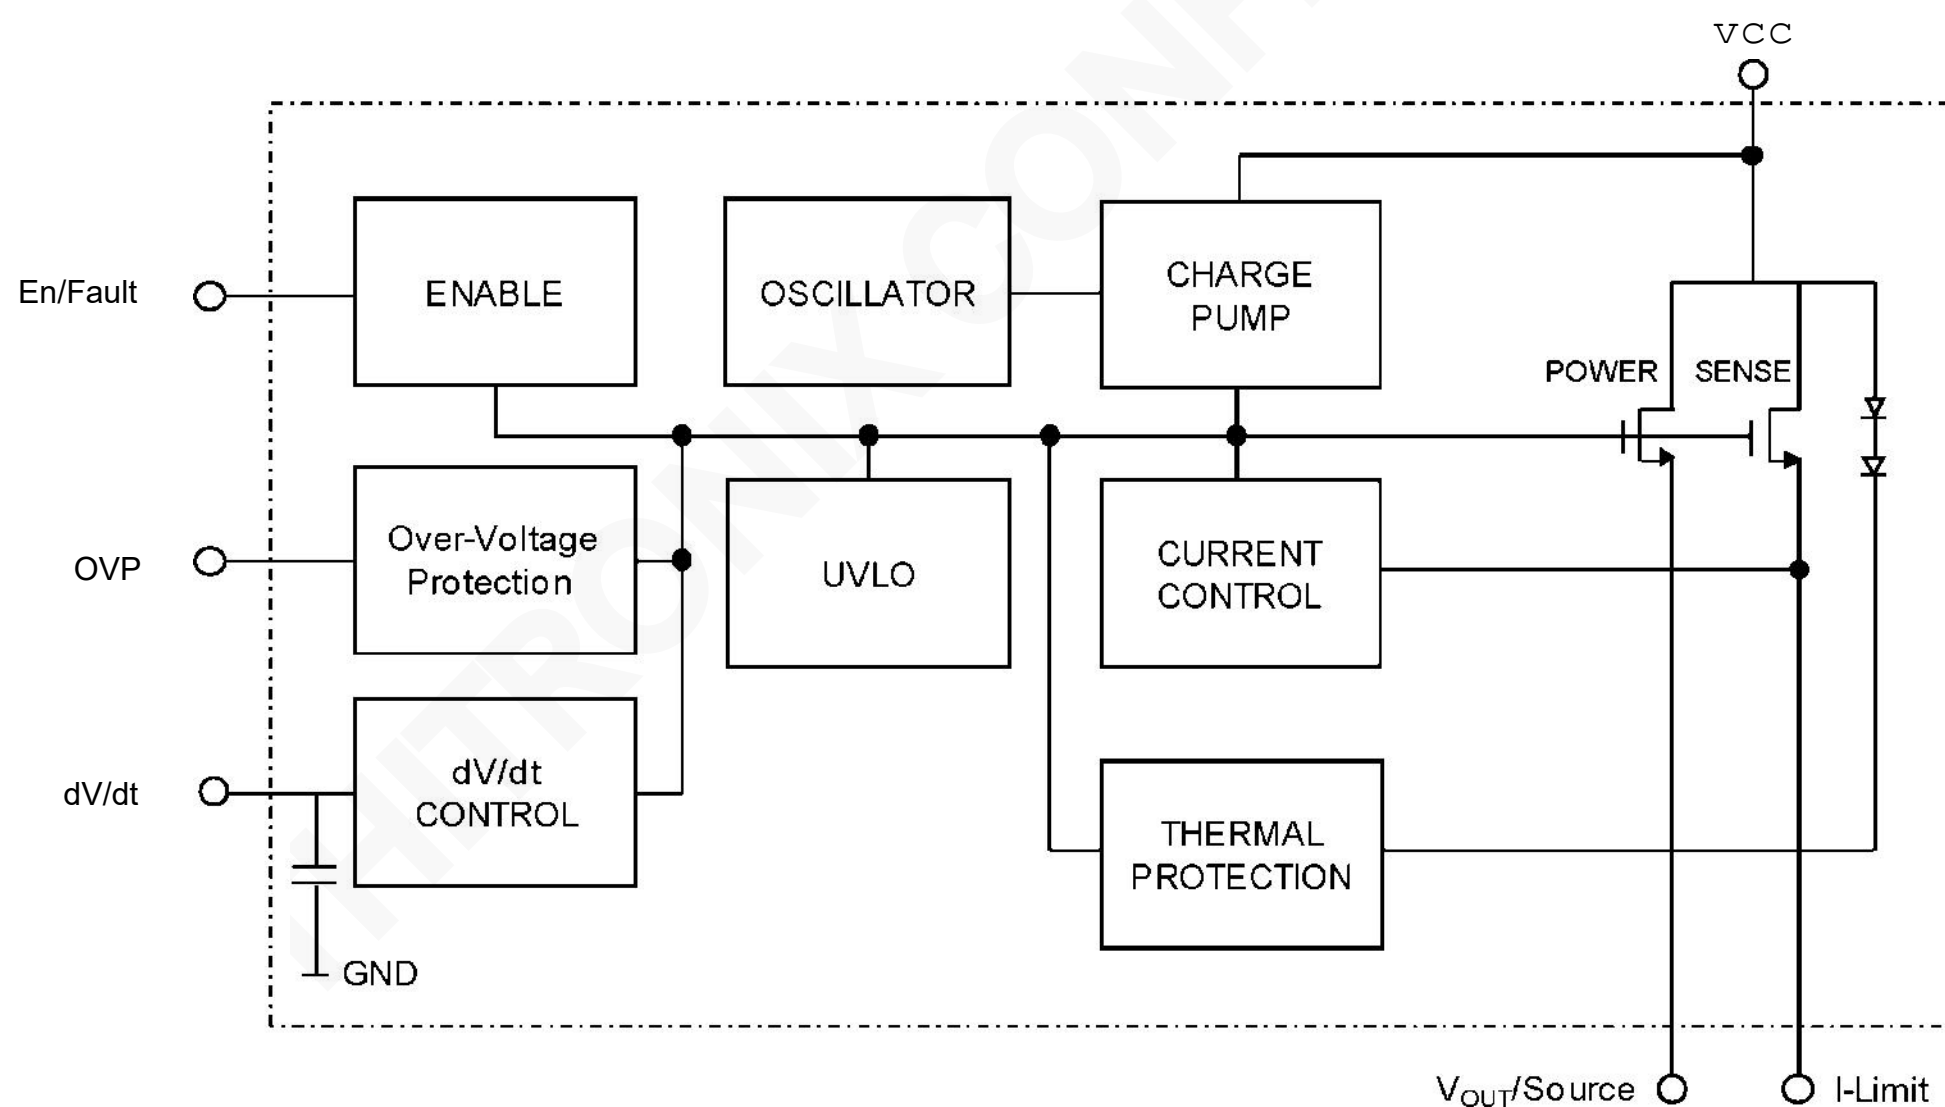 VCC
En/Fault
ENABLE
OSCILLATOR
CHARGE
PUMP
POWER
SENSE
OVP
Over-Voltage
Protection
UVLO
CURRENT
CONTROL
dV/dt
dV/dt
CONTROL
THERMAL
PROTECTION
GND
VOUT/Source
I-Limit